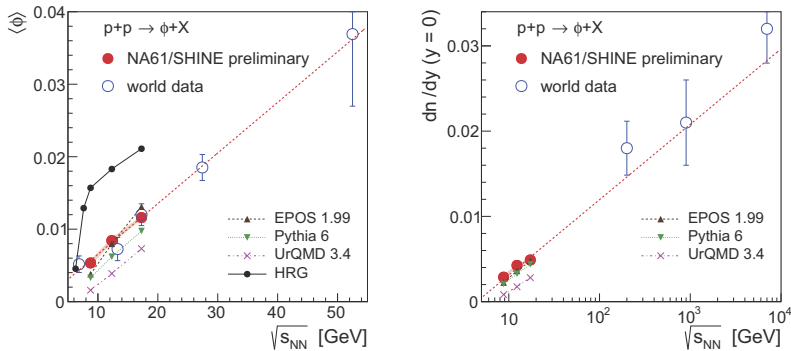 ⟨ϕ⟩
0.04
0.03
0.02
0.01
0
p+p → ϕ+X
NA61/SHINE preliminary
world data
EPOS 1.99
Pythia 6
UrQMD 3.4
HRG
10 20 30 40 50
√sNN [GeV]
dn/dy (y = 0)
0.03
0.02
0.01
0
p+p → ϕ+X
NA61/SHINE preliminary
world data
EPOS 1.99
Pythia 6
UrQMD 3.4
10 10² 10³ 10⁴
√sNN [GeV]